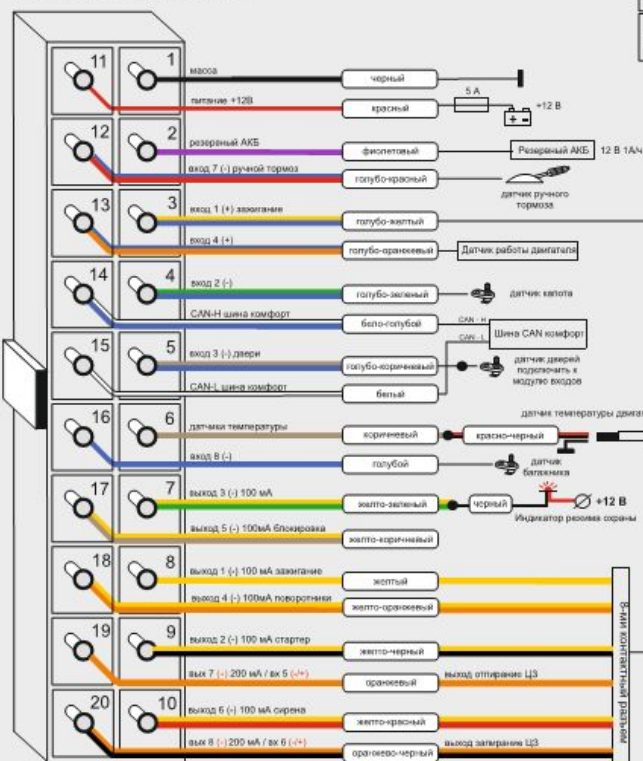 11 1 масса черный
5 А
питание +12В красный +12 В
12 2 резервный АКБ фиолетовый Резервный АКБ 12 В 1А/ч
вход 7 (-) ручной тормоз голубо-красный
датчик ручного
тормоза
13 3 вход 1 (+) зажигание голубо-желтый
вход 4 (+) голубо-оранжевый Датчик работы двигателя
14 4 вход 2 (-) голубо-зеленый датчик капота
CAN-H шина комфорт бело-голубой CAN - H
Шина CAN комфорт
CAN - L
15 5 вход 3 (-) двери голубо-коричневый
датчик дверей
подключить к
модулю входов
CAN-L шина комфорт белый
датчик температуры
16 6 датчики температуры коричневый красно-черный
вход 8 (-) голубой
датчик
багажника
17 7 выход 3 (-) 100 мА желто-зеленый черный +12 В
Индикатор режима охраны
выход 5 (-) 100мА блокировка желто-коричневый
18 8 выход 1 (-) 100 мА зажигание желтый
выход 4 (-) 100мА поворотники желто-оранжевый
8-ми контактный разъем
19 9 выход 2 (-) 100 мА стартер желто-черный
вых 7 (-) 200 мА / вх 5 (-/+) оранжевый выход отпирание ЦЗ
20 10 выход 6 (-) 100 мА сирена желто-красный
вых 8 (-) 200 мА / вх 6 (-/+) оранжево-черный выход запирание ЦЗ